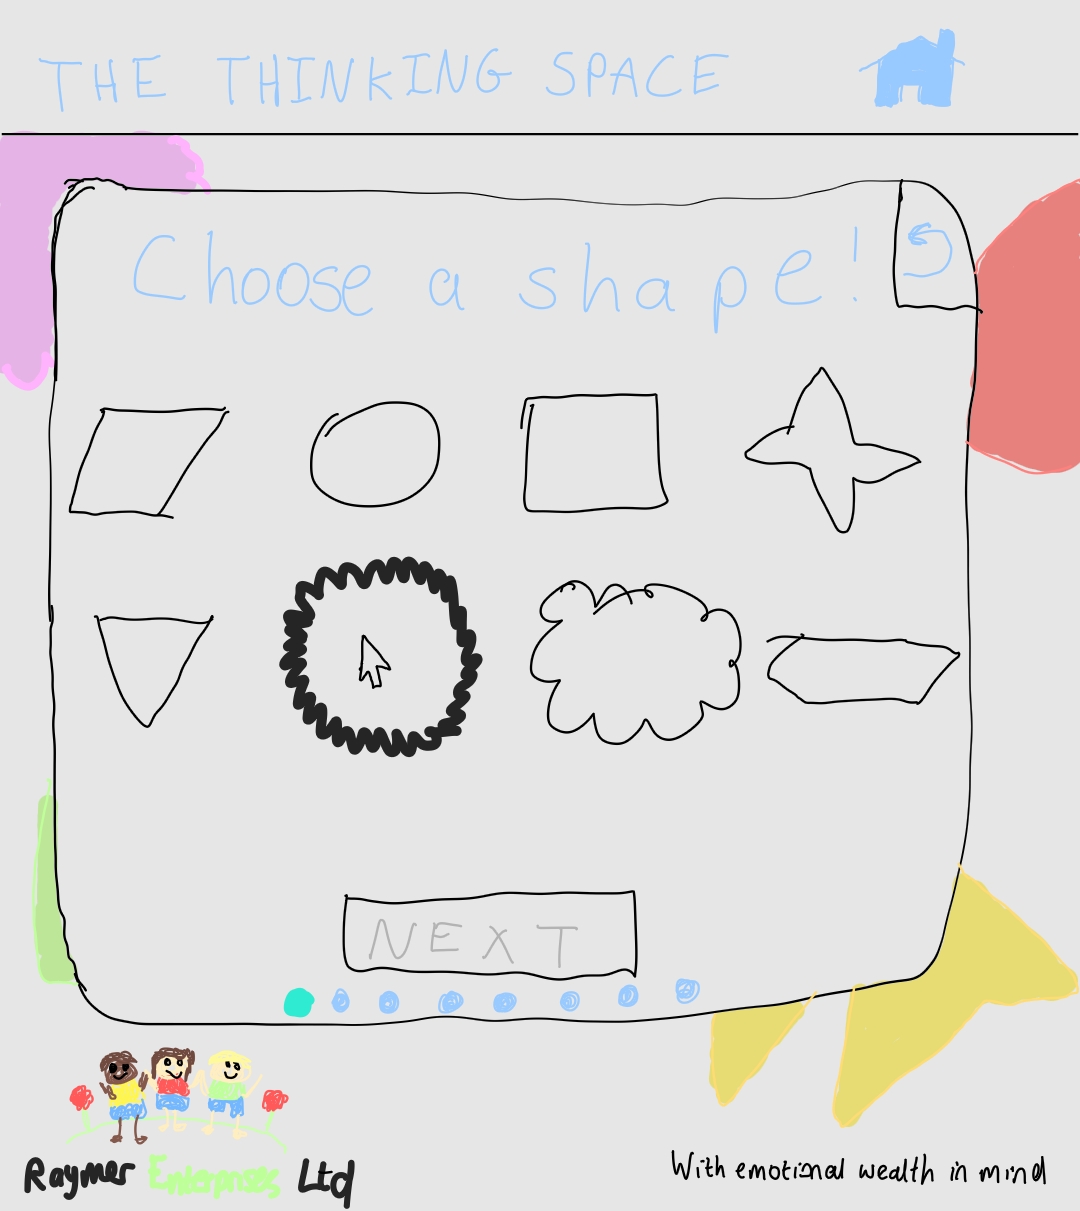 THE THINKING SPACE
Choose a shape!
NEXT
Raymer Enterprises Ltd
With emotional wealth in mind